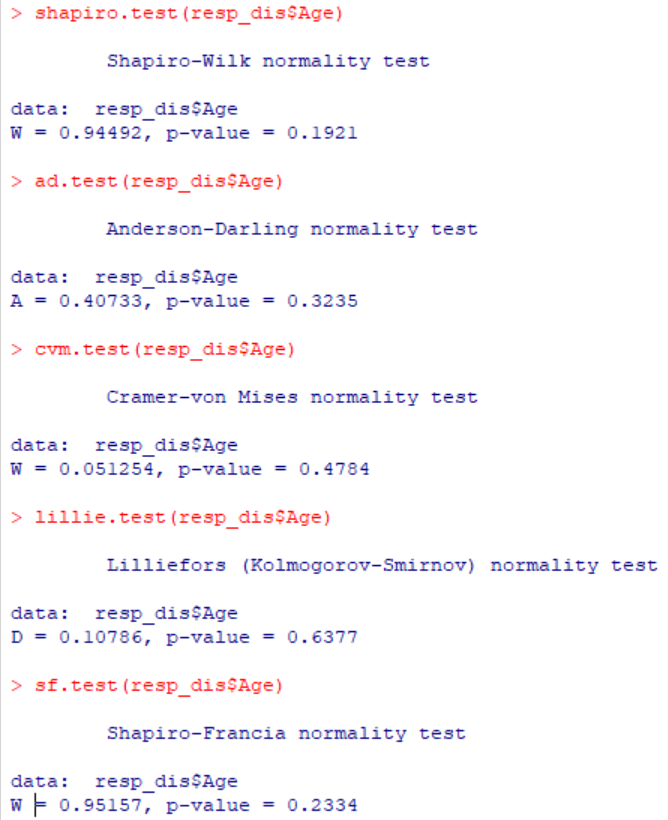 > shapiro.test(resp_dis$Age)
Shapiro-Wilk normality test
data:  resp_dis$Age
W = 0.94492, p-value = 0.1921
> ad.test(resp_dis$Age)
Anderson-Darling normality test
data:  resp_dis$Age
A = 0.40733, p-value = 0.3235
> cvm.test(resp_dis$Age)
Cramer-von Mises normality test
data:  resp_dis$Age
W = 0.051254, p-value = 0.4784
> lillie.test(resp_dis$Age)
Lilliefors (Kolmogorov-Smirnov) normality test
data:  resp_dis$Age
D = 0.10786, p-value = 0.6377
> sf.test(resp_dis$Age)
Shapiro-Francia normality test
data:  resp_dis$Age
W = 0.95157, p-value = 0.2334